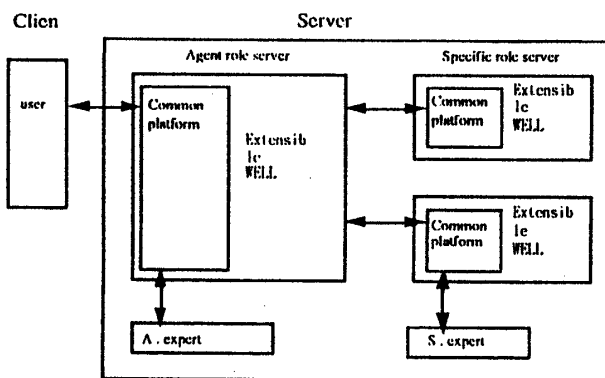 Clien
Server
Agent role server
Specific role server
user
Common
platform
Extensib
le
WELL
Common
platform
Extensib
le
WELL
Common
platform
Extensib
le
WELL
A . expert
S . expert